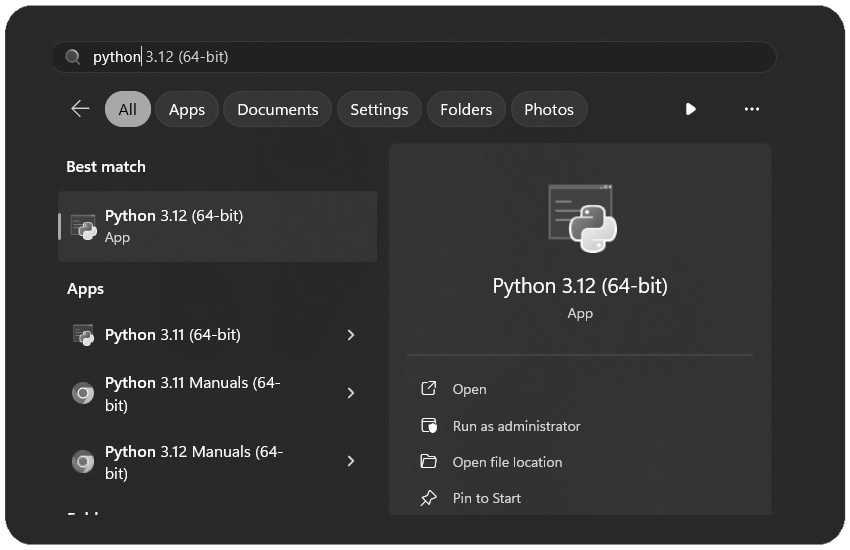 python 3.12 (64-bit)
All Apps Documents Settings Folders Photos
Best match
Python 3.12 (64-bit)
App
Apps
Python 3.11 (64-bit)
Python 3.11 Manuals (64-
bit)
Python 3.12 Manuals (64-
bit)
Python 3.12 (64-bit)
App
Open
Run as administrator
Open file location
Pin to Start